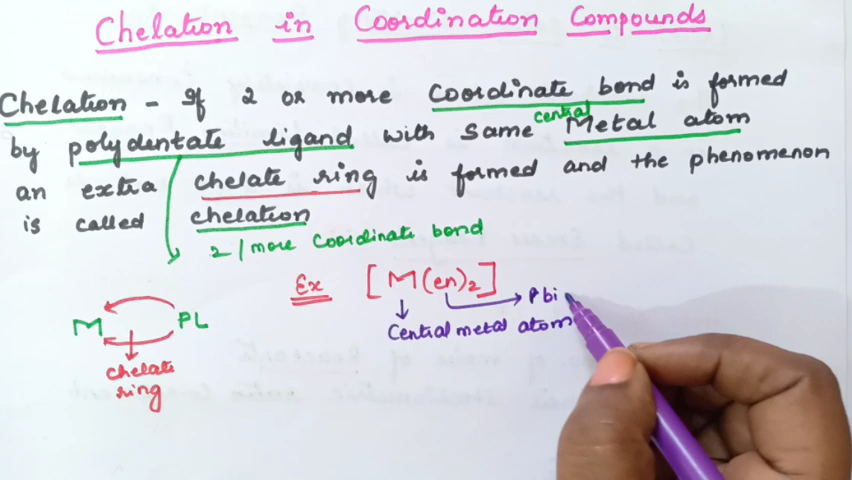 Chelation in Coordination Compounds
Chelation - If 2 or more coordinate bond is formed
by polydentate ligand with same central Metal atom
an extra chelate ring is formed and the phenomenon
is called chelation
2/more coordinate bond
Ex [M(en)2]
bi
M PL
Central metal atom
chelate
ring